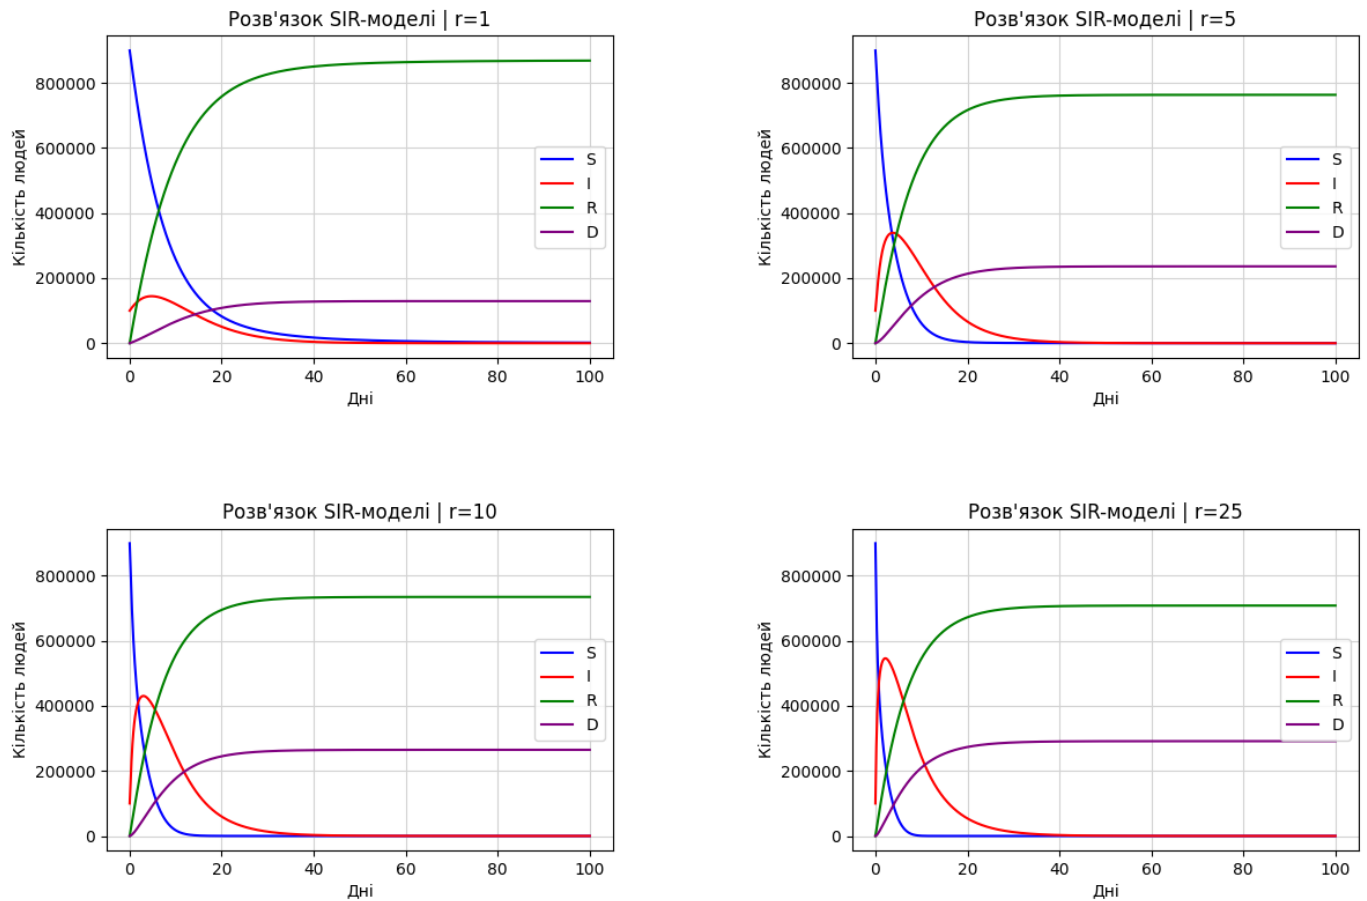 Розв'язок SIR-моделі | r=1
Кількість людей
800000
600000
400000
200000
0
S
I
R
D
0 20 40 60 80 100
Дні
Розв'язок SIR-моделі | r=5
Кількість людей
800000
600000
400000
200000
0
S
I
R
D
0 20 40 60 80 100
Дні
Розв'язок SIR-моделі | r=10
Кількість людей
800000
600000
400000
200000
0
S
I
R
D
0 20 40 60 80 100
Дні
Розв'язок SIR-моделі | r=25
Кількість людей
800000
600000
400000
200000
0
S
I
R
D
0 20 40 60 80 100
Дні